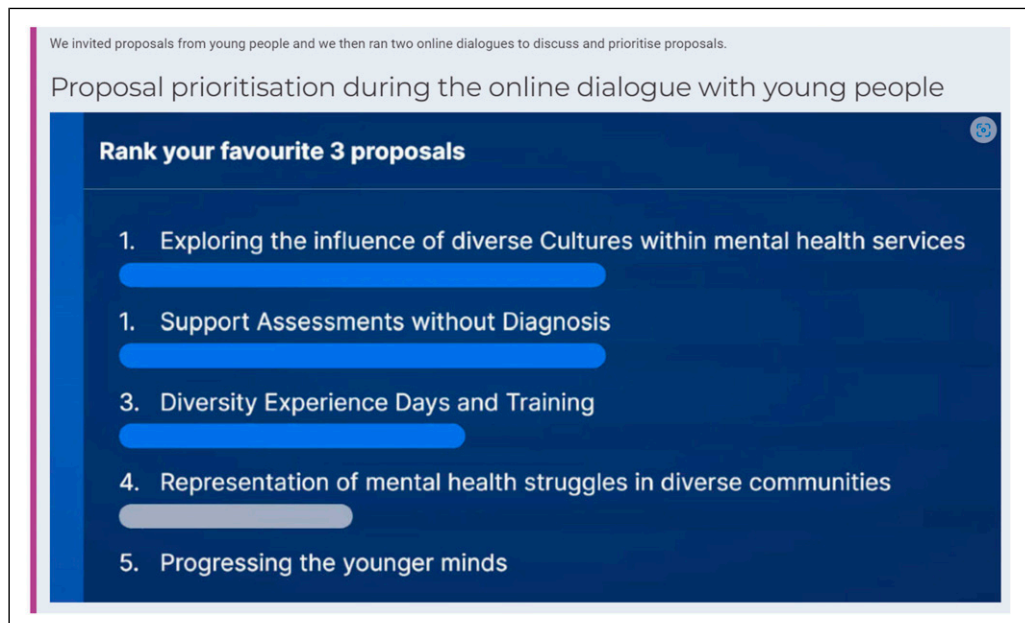 We invited proposals from young people and we then ran two online dialogues to discuss and prioritise proposals.
Proposal prioritisation during the online dialogue with young people
Rank your favourite 3 proposals
1. Exploring the influence of diverse Cultures within mental health services
1. Support Assessments without Diagnosis
3. Diversity Experience Days and Training
4. Representation of mental health struggles in diverse communities
5. Progressing the younger minds